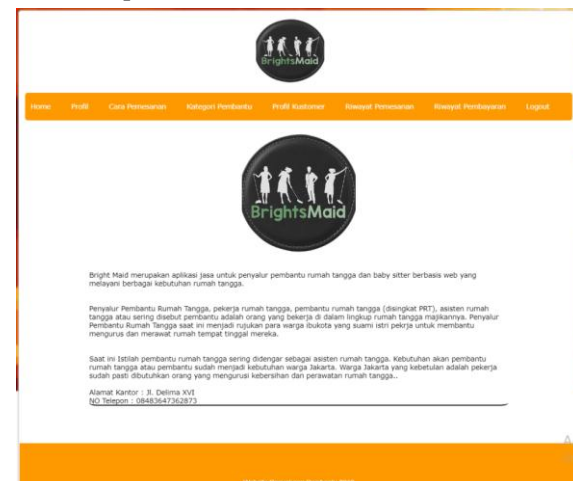 BrightsMaid
Home Profil Cara Pemesanan Kategori Pembantu Profil Kustomer Riwayat Pemesanan Riwayat Pembayaran Logout
BrightsMaid
Bright Maid merupakan aplikasi jasa untuk penyalur pembantu rumah tangga dan baby sitter berbasis web yang
melayani berbagai kebutuhan rumah tangga.
Penyalur Pembantu Rumah Tangga, pekerja rumah tangga, pembantu rumah tangga (disingkat PRT), asisten rumah
tangga atau sering disebut pembantu adalah orang yang bekerja di dalam lingkup rumah tangga majikannya. Penyalur
Pembantu Rumah Tangga saat ini menjadi rujukan para warga ibukota yang suami istri pekrja untuk membantu
mengurus dan merawat rumah tempat tinggal mereka.
Saat ini Istilah pembantu rumah tangga sering didengar sebagai asisten rumah tangga. Kebutuhan akan pembantu
rumah tangga atau pembantu sudah menjadi kebutuhan warga Jakarta. Warga Jakarta yang kebetulan adalah pekerja
sudah pasti dibutuhkan orang yang mengurusi kebersihan dan perawatan rumah tangga..
Alamat Kantor : Jl. Delima XVI
NO Telepon : 08483647362873